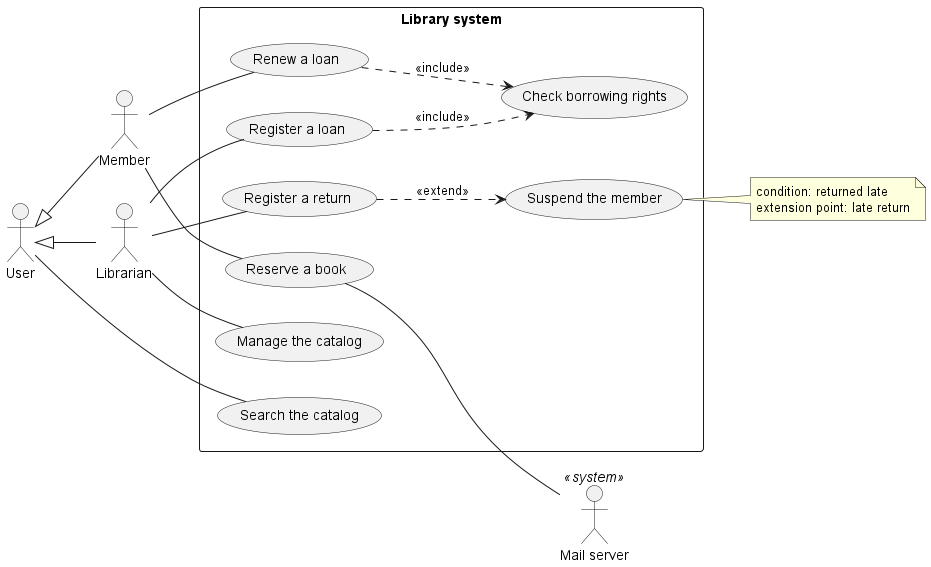 Library system
Renew a loan
«include»
Check borrowing rights
Register a loan
«include»
Member
Register a return
«extend»
Suspend the member
condition: returned late
extension point: late return
User
Librarian
Reserve a book
Manage the catalog
Search the catalog
«system»
Mail server